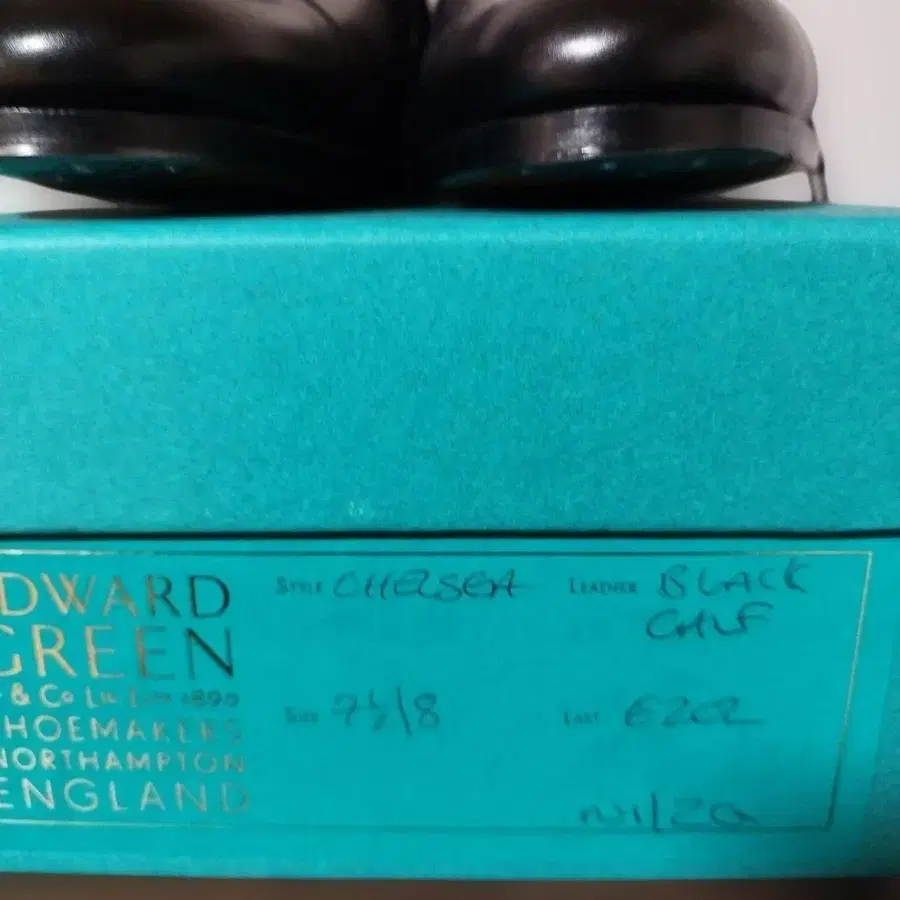 DWARD
GREEN
& Co Ltd Est 1890
HOEMAKERS
NORTHAMPTON
ENGLAND
STYLE CHELSEA
LEATHER BLACK
CALF
SIZE 7½/8
LAST E202